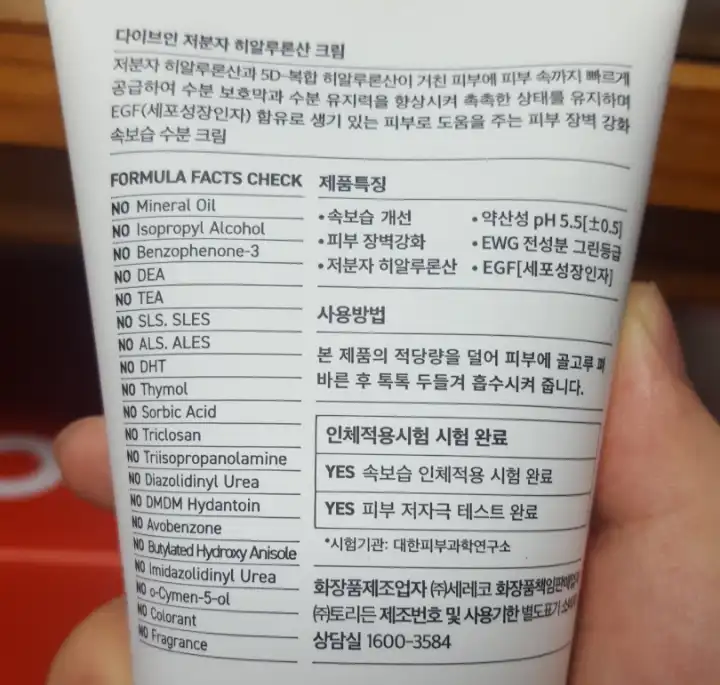 다이브인 저분자 히알루론산 크림
저분자 히알루론산과 5D-복합 히알루론산이 거친 피부에 피부 속까지 빠르게
공급하여 수분 보호막과 수분 유지력을 향상시켜 촉촉한 상태를 유지하며
EGF(세포성장인자) 함유로 생기 있는 피부로 도움을 주는 피부 장벽 강화
속보습 수분 크림
FORMULA FACTS CHECK
NO Mineral Oil
NO Isopropyl Alcohol
NO Benzophenone-3
NO DEA
NO TEA
NO SLS. SLES
NO ALS. ALES
NO DHT
NO Thymol
NO Sorbic Acid
NO Triclosan
NO Triisopropanolamine
NO Diazolidinyl Urea
NO DMDM Hydantoin
NO Avobenzone
NO Butylated Hydroxy Anisole
NO Imidazolidinyl Urea
NO o-Cymen-5-ol
NO Colorant
NO Fragrance
제품특징
•속보습 개선
•피부 장벽강화
•저분자 히알루론산
•약산성 pH 5.5[±0.5]
•EWG 전성분 그린등급
•EGF[세포성장인자]
사용방법
본 제품의 적당량을 덜어 피부에 골고루 펴
바른 후 톡톡 두들겨 흡수시켜 줍니다.
인체적용시험 시험 완료
YES 속보습 인체적용 시험 완료
YES 피부 저자극 테스트 완료
*시험기관: 대한피부과학연구소
화장품제조업자 ㈜세레코 화장품책임판매업자
㈜토리든 제조번호 및 사용기한 별도표기
상담실 1600-3584